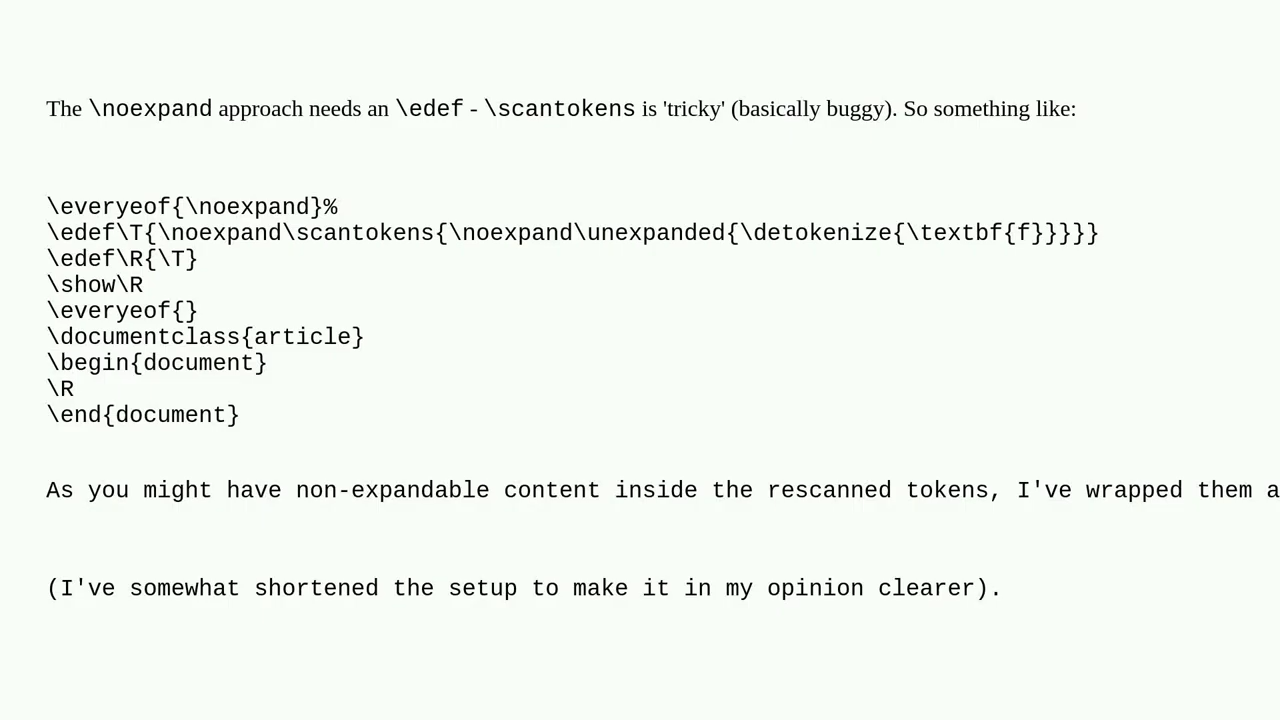 The \noexpand approach needs an \edef - \scantokens is 'tricky' (basically buggy). So something like:
\everyeof{\noexpand}%
\edef\T{\noexpand\scantokens{\noexpand\unexpanded{\detokenize{\textbf{f}}}}}
\edef\R{\T}
\show\R
\everyeof{}
\documentclass{article}
\begin{document}
\R
\end{document}
As you might have non-expandable content inside the rescanned tokens, I've wrapped them a
(I've somewhat shortened the setup to make it in my opinion clearer).